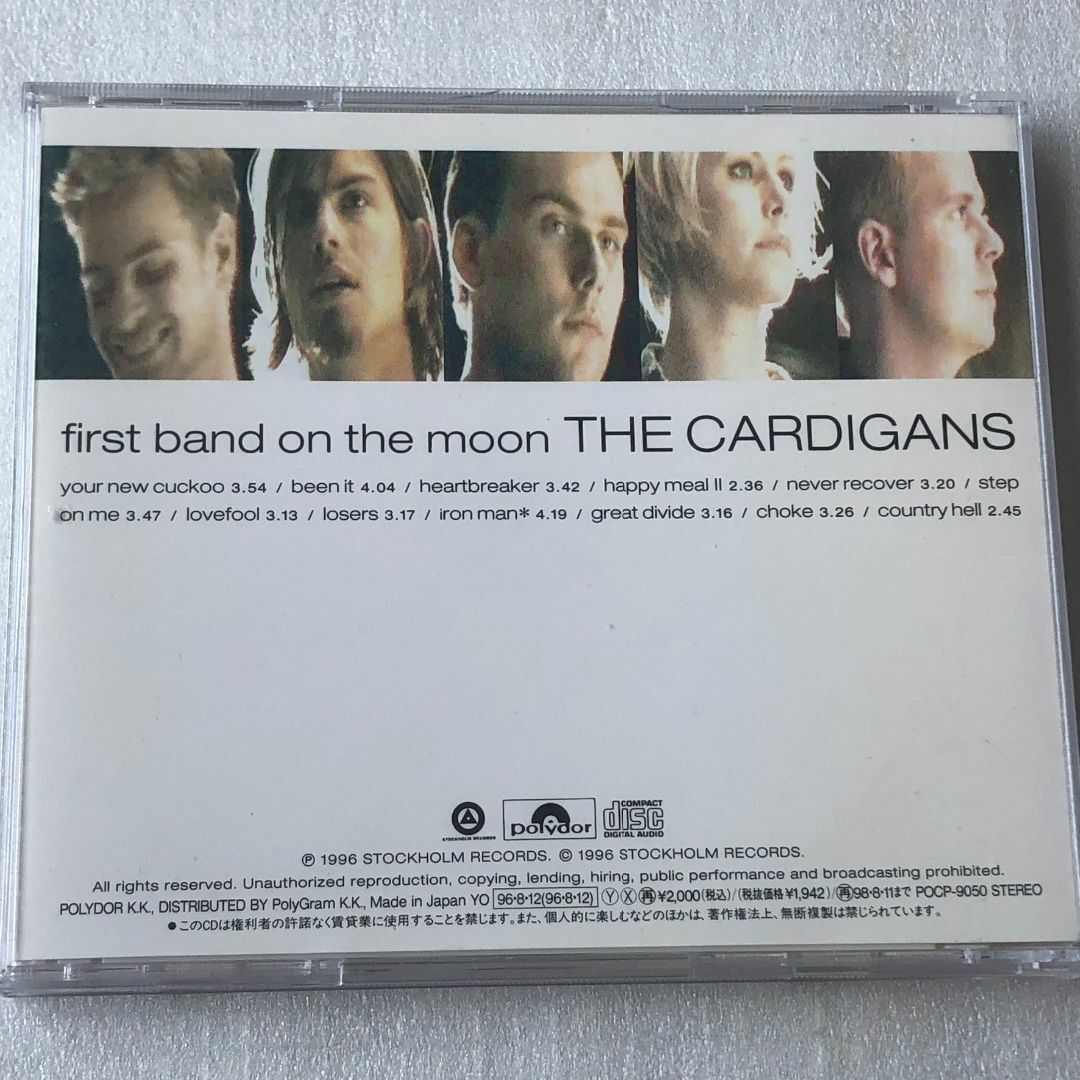 first band on the moon THE CARDIGANS
your new cuckoo 3.54 / been it 4.04 / heartbreaker 3.42 / happy meal II 2.36 / never recover 3.20 / step
on me 3.47 / lovefool 3.13 / losers 3.17 / iron man* 4.19 / great divide 3.16 / choke 3.26 / country hell 2.45
STOCKHOLM RECORDS
polydor
COMPACT
disc
DIGITAL AUDIO
℗ 1996 STOCKHOLM RECORDS. © 1996 STOCKHOLM RECORDS.
All rights reserved. Unauthorized reproduction, copying, lending, hiring, public performance and broadcasting prohibited.
POLYDOR K.K., DISTRIBUTED BY PolyGram K.K., Made in Japan YO 96·8·12(96·8·12) Ⓨ Ⓧ ㊢ ¥2,000(税込)/(税抜価格¥1,942)/再98·8·11まで POCP-9050 STEREO
●このCDは権利者の許諾なく賃貸業に使用することを禁じます。また、個人的に楽しむなどのほかは、著作権法上、無断複製は禁じられています。